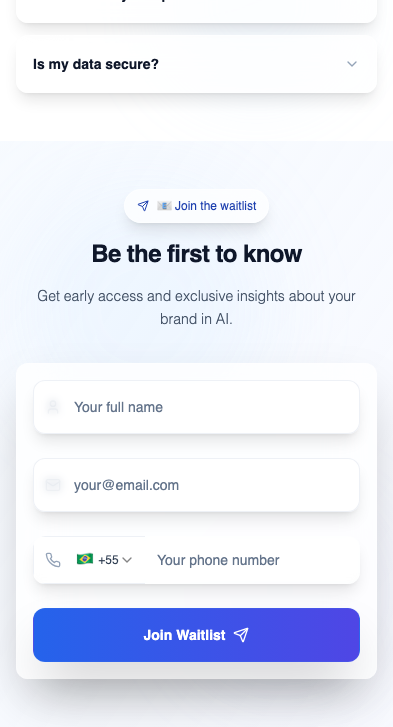 Is my data secure?
Join the waitlist
Be the first to know
Get early access and exclusive insights about your
brand in AI.
Your full name
your@email.com
+55
Your phone number
Join Waitlist